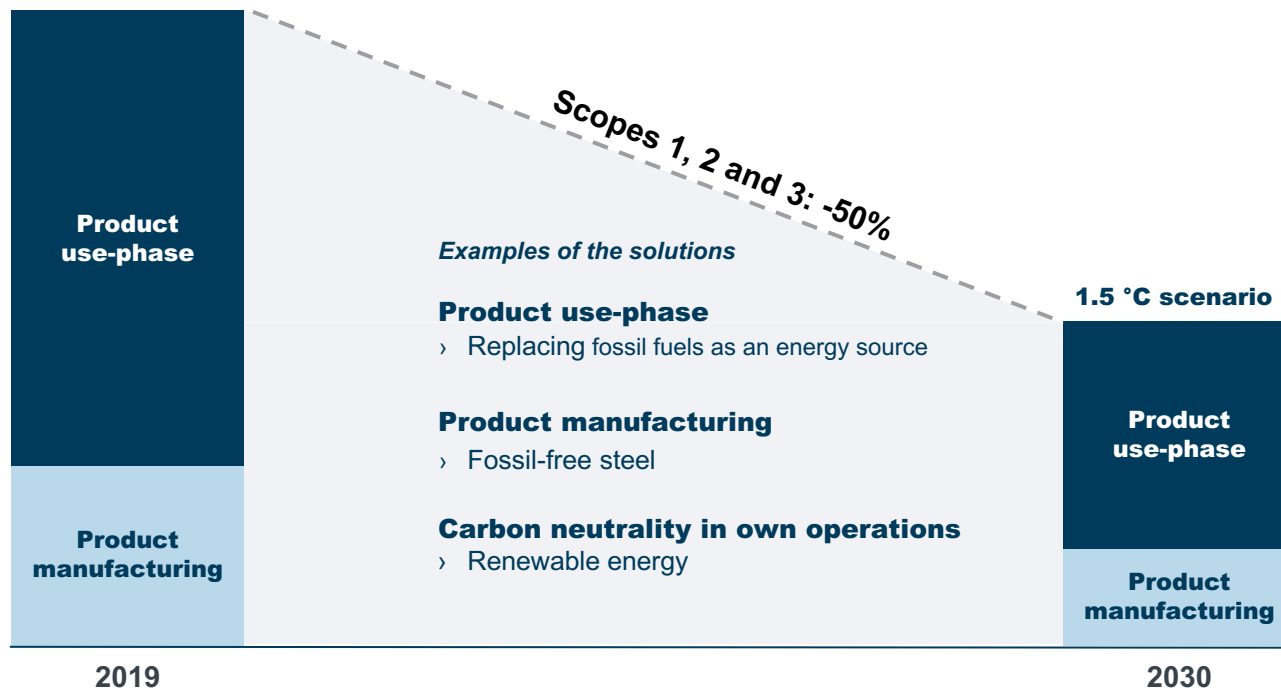 Scopes 1, 2 and 3: -50%
Product
use-phase
Product
manufacturing
2019
Examples of the solutions
Product use-phase
› Replacing fossil fuels as an energy source
Product manufacturing
› Fossil-free steel
Carbon neutrality in own operations
› Renewable energy
1.5 °C scenario
Product
use-phase
Product
manufacturing
2030